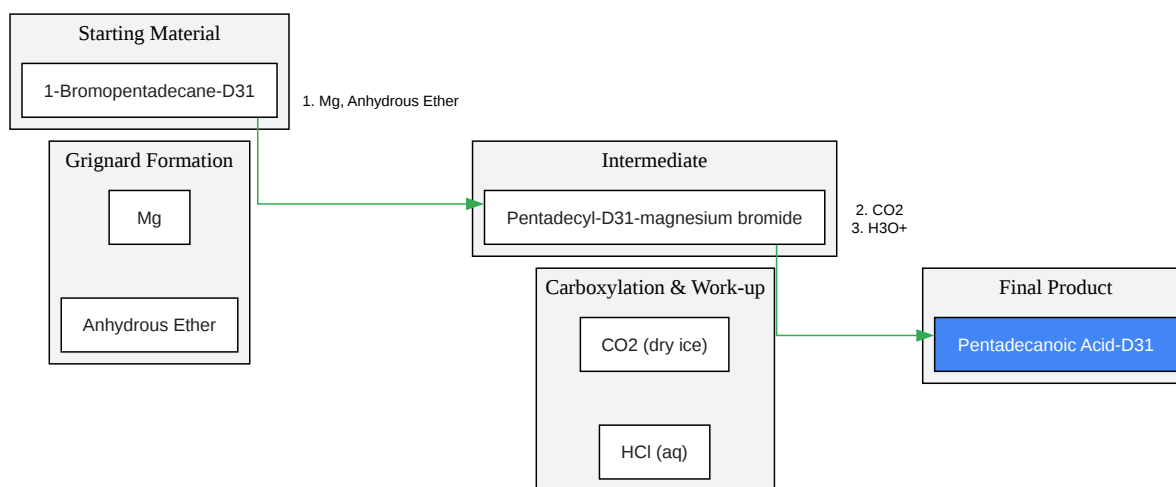 Starting Material
1-Bromopentadecane-D31
1. Mg, Anhydrous Ether
Grignard Formation
Mg
Anhydrous Ether
Intermediate
Pentadecyl-D31-magnesium bromide
2. CO2
3. H3O+
Carboxylation & Work-up
CO2 (dry ice)
HCl (aq)
Final Product
Pentadecanoic Acid-D31